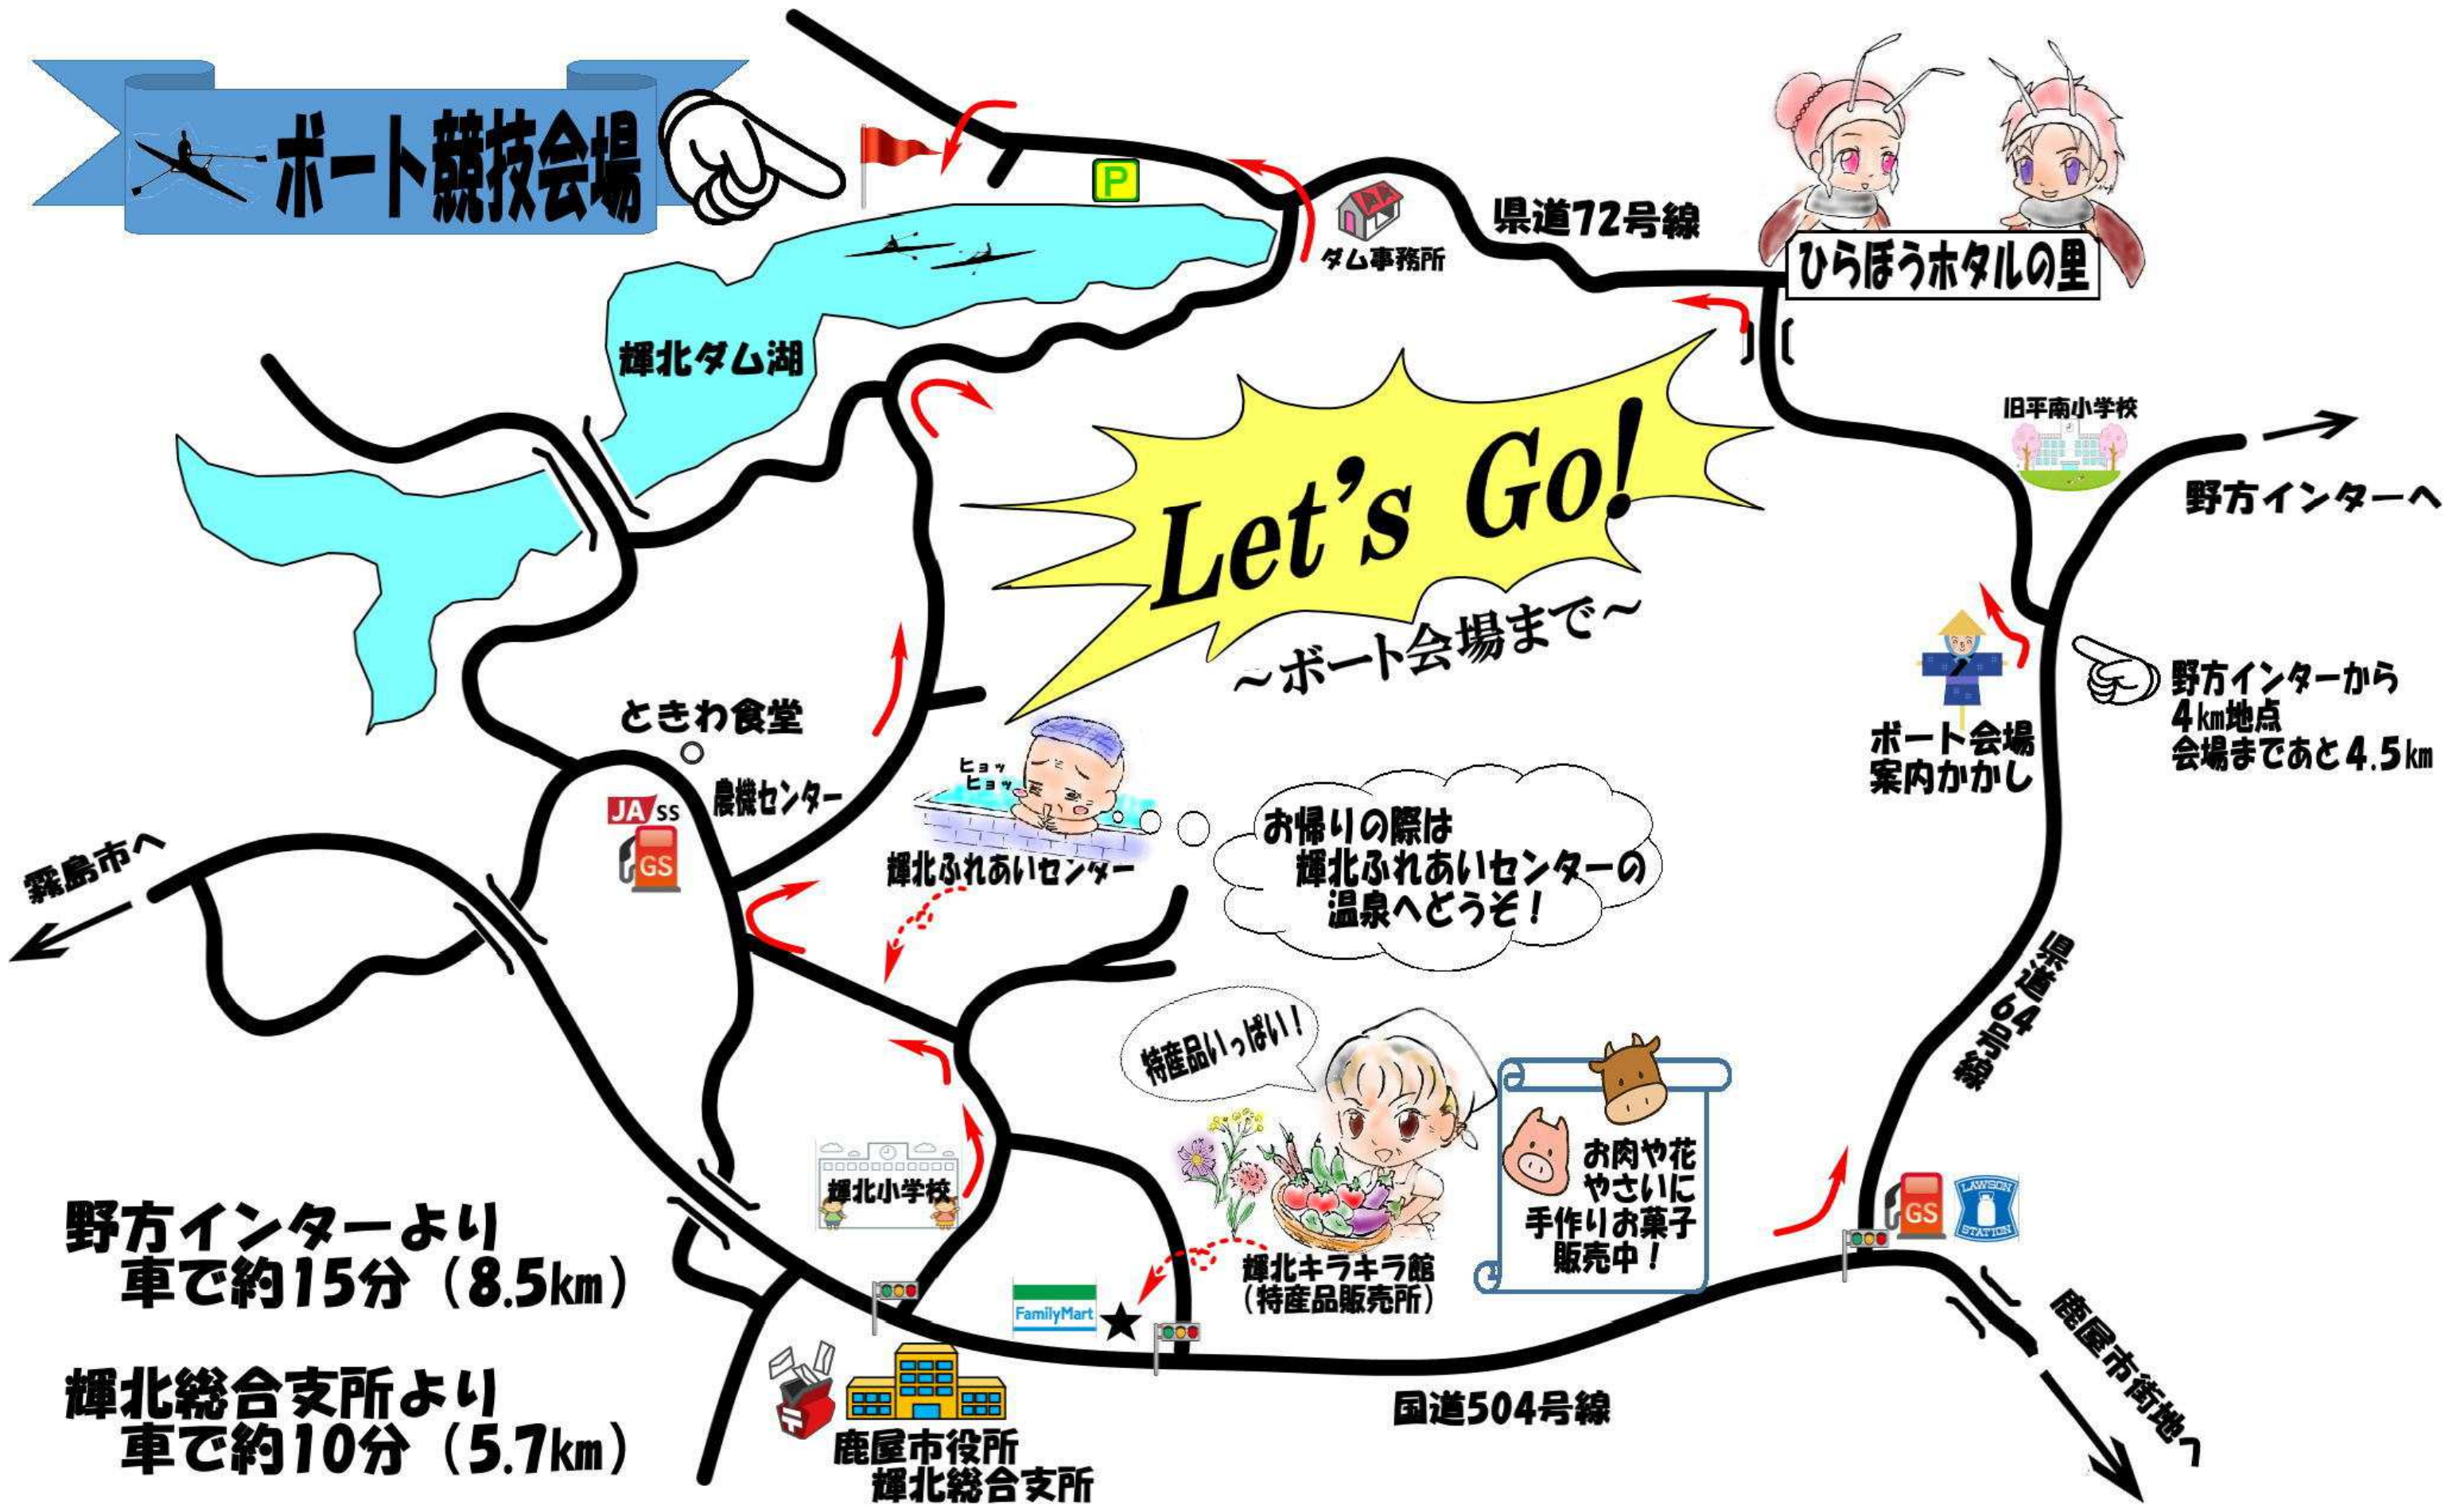 ボート競技会場
P
ダム事務所
県道72号線
ひらぼうホタルの里
輝北ダム湖
Let's Go!
～ボート会場まで～
旧平南小学校
野方インターへ
野方インターから
4km地点
会場まであと4.5km
ボート会場
案内かかし
ときわ食堂
農機センター
JA SS
GS
ヒョッ
ヒョッ
輝北ふれあいセンター
お帰りの際は
輝北ふれあいセンターの
温泉へどうぞ！
霧島市へ
県道64号線
特産品いっぱい！
お肉や花
やさいに
手作りお菓子
販売中！
輝北キラキラ館
（特産品販売所）
輝北小学校
GS
LAWSON
STATION
FamilyMart
野方インターより
車で約15分（8.5km）
輝北総合支所より
車で約10分（5.7km）
〒
鹿屋市役所
輝北総合支所
国道504号線
鹿屋市街地へ